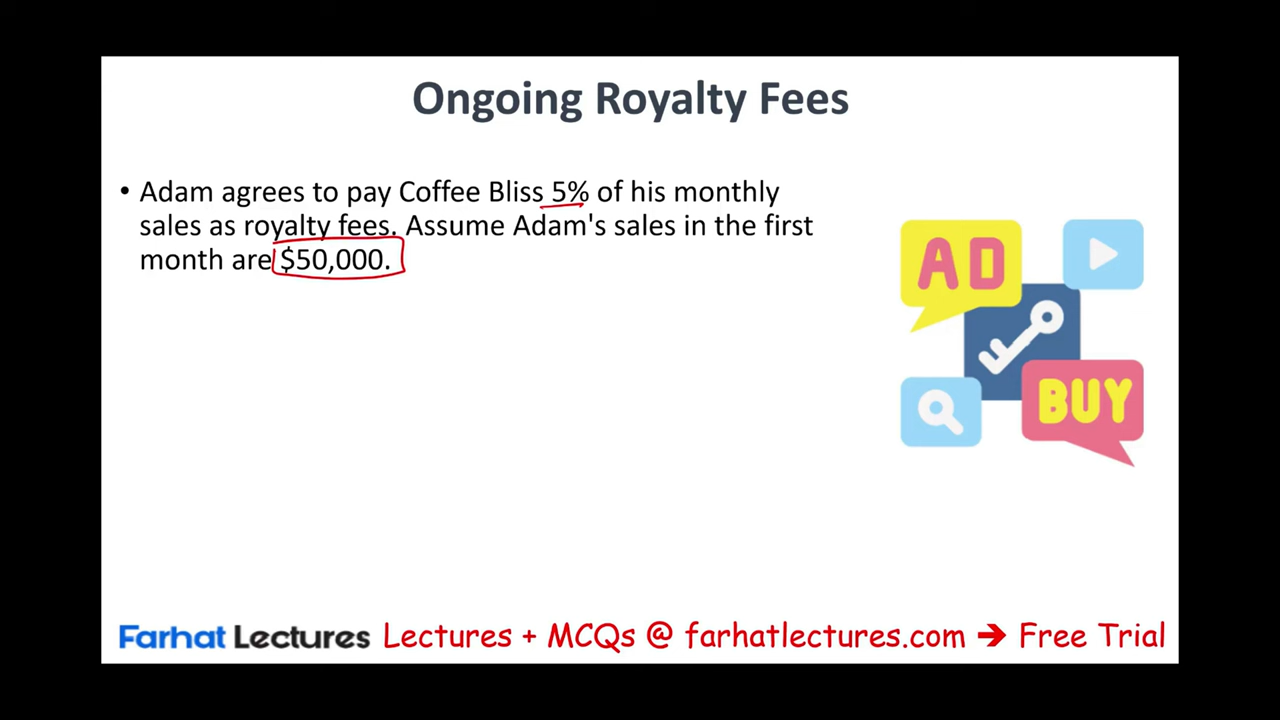 Ongoing Royalty Fees
• Adam agrees to pay Coffee Bliss 5% of his monthly
sales as royalty fees. Assume Adam's sales in the first
month are $50,000.
AD
BUY
Farhat Lectures Lectures + MCQs @ farhatlectures.com → Free Trial